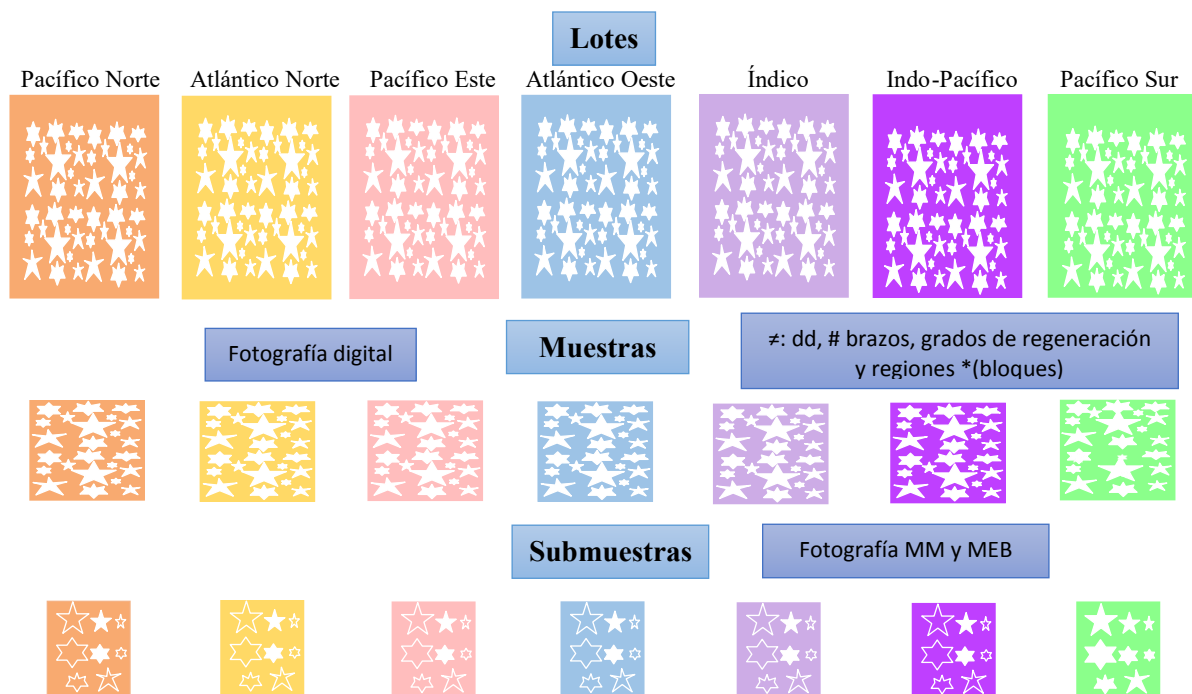 Lotes
Pacífico Norte
Atlántico Norte
Pacífico Este
Atlántico Oeste
Índico
Indo-Pacífico
Pacífico Sur
Fotografía digital
Muestras
≠: dd, # brazos, grados de regeneración
y regiones *(bloques)
Submuestras
Fotografía MM y MEB